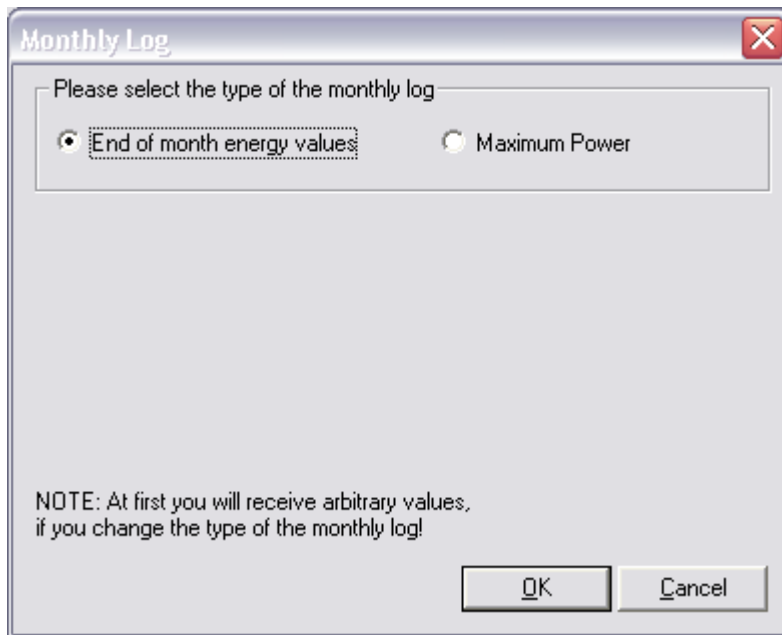 Monthly Log
Please select the type of the monthly log
End of month energy values
Maximum Power
NOTE: At first you will receive arbitrary values,
if you change the type of the monthly log!
OK
Cancel